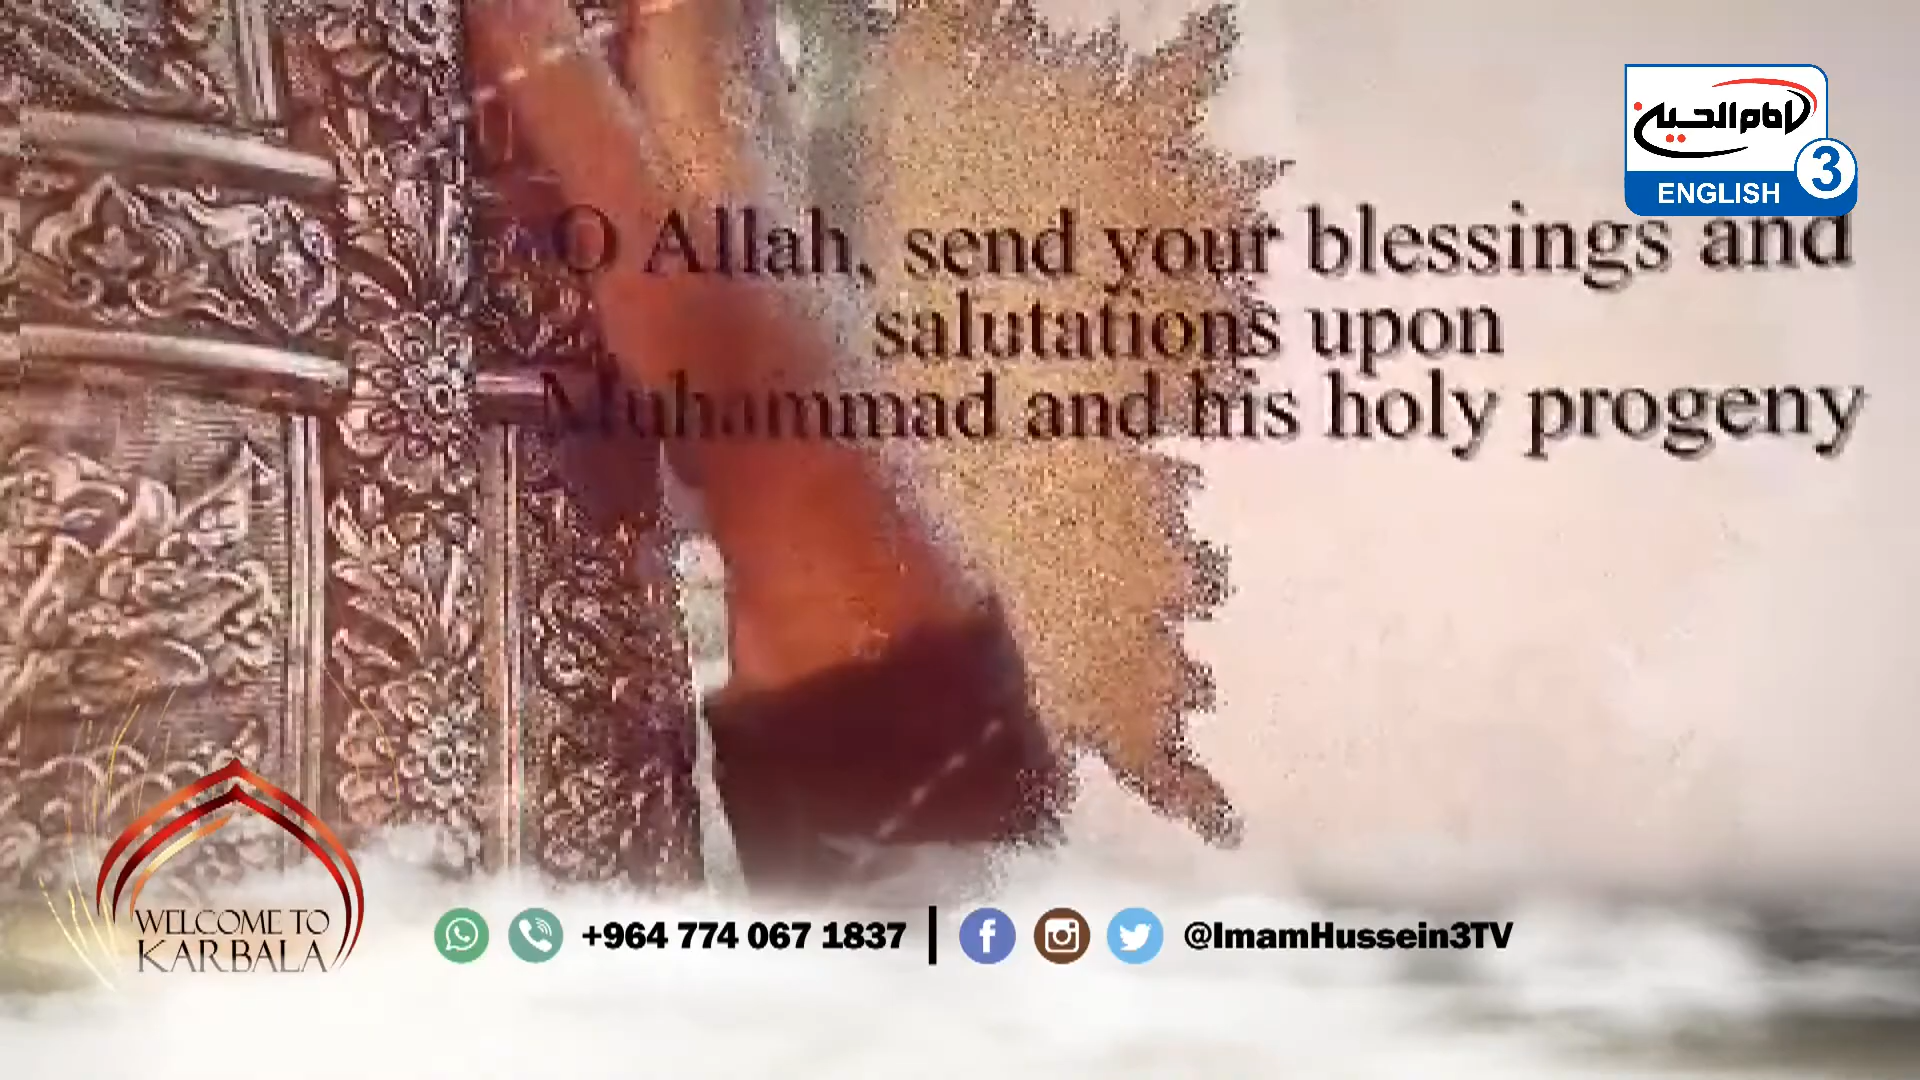 امام الحسین
3
ENGLISH
O Allah, send your blessings and
salutations upon
Muhammad and his holy progeny
WELCOME TO
KARBALA
+964 774 067 1837
@ImamHussein3TV